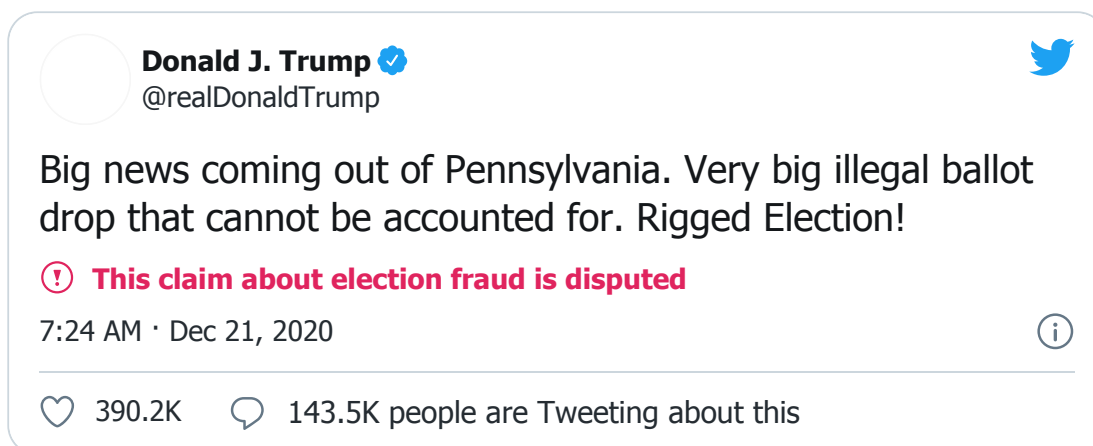 Donald J. Trump
@realDonaldTrump
Big news coming out of Pennsylvania. Very big illegal ballot
drop that cannot be accounted for. Rigged Election!
This claim about election fraud is disputed
7:24 AM · Dec 21, 2020
390.2K 143.5K people are Tweeting about this